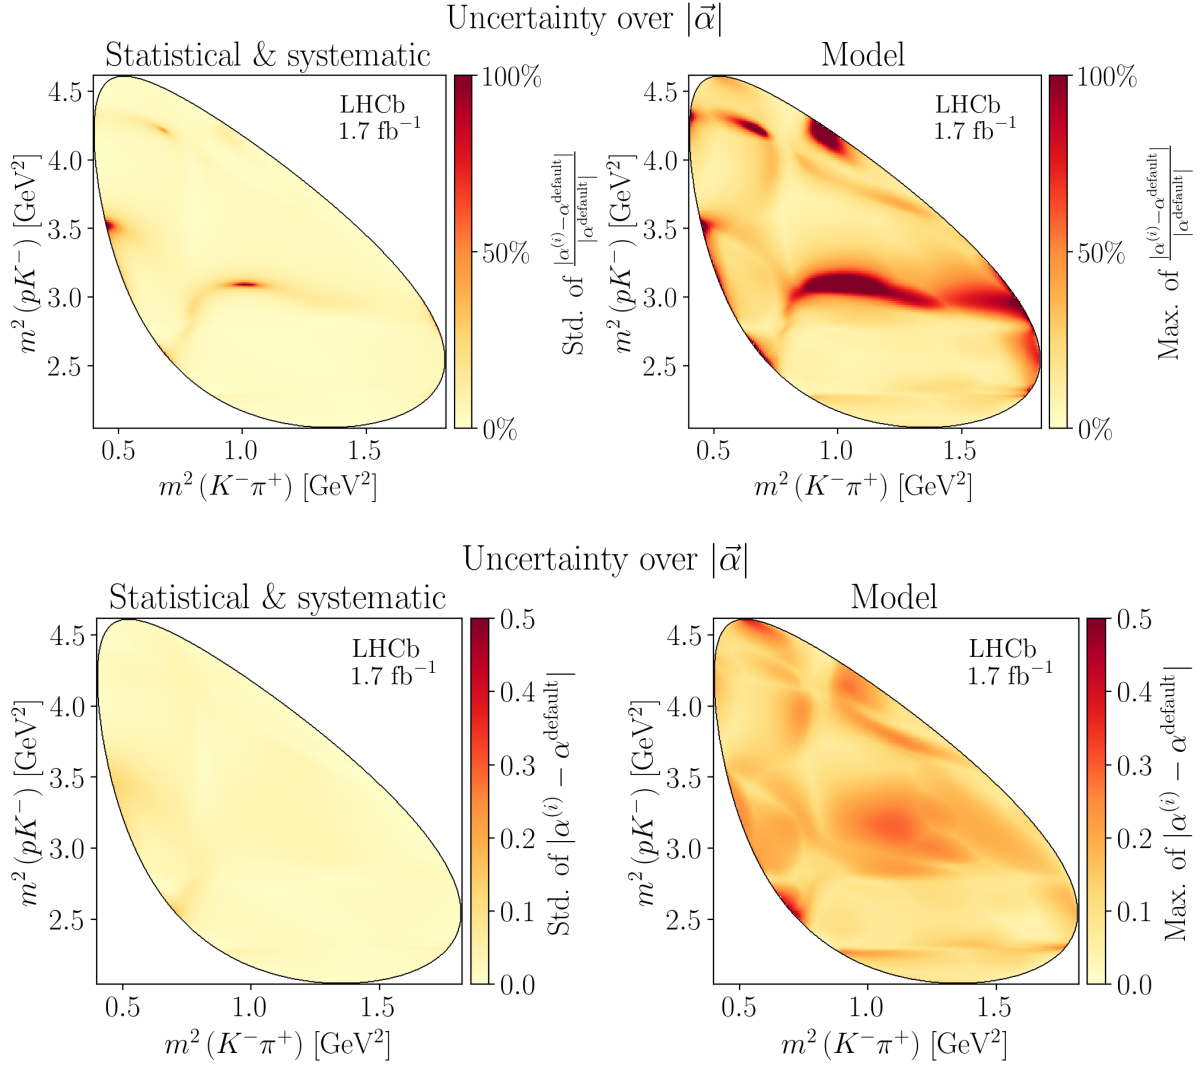 Uncertainty over |α⃗|
Statistical & systematic
Model
4.5
4.0
3.5
3.0
2.5
0.5
1.0
1.5
m² (pK⁻) [GeV²]
m² (K⁻π⁺) [GeV²]
LHCb
1.7 fb⁻¹
100%
50%
0%
Std. of |α⁽ⁱ⁾−α^default| / |α^default|
4.5
4.0
3.5
3.0
2.5
0.5
1.0
1.5
m² (pK⁻) [GeV²]
m² (K⁻π⁺) [GeV²]
LHCb
1.7 fb⁻¹
100%
50%
0%
Max. of |α⁽ⁱ⁾−α^default| / |α^default|
Uncertainty over |α⃗|
Statistical & systematic
Model
4.5
4.0
3.5
3.0
2.5
0.5
1.0
1.5
m² (pK⁻) [GeV²]
m² (K⁻π⁺) [GeV²]
LHCb
1.7 fb⁻¹
0.5
0.4
0.3
0.2
0.1
0.0
Std. of |α⁽ⁱ⁾ − α^default|
4.5
4.0
3.5
3.0
2.5
0.5
1.0
1.5
m² (pK⁻) [GeV²]
m² (K⁻π⁺) [GeV²]
LHCb
1.7 fb⁻¹
0.5
0.4
0.3
0.2
0.1
0.0
Max. of |α⁽ⁱ⁾ − α^default|